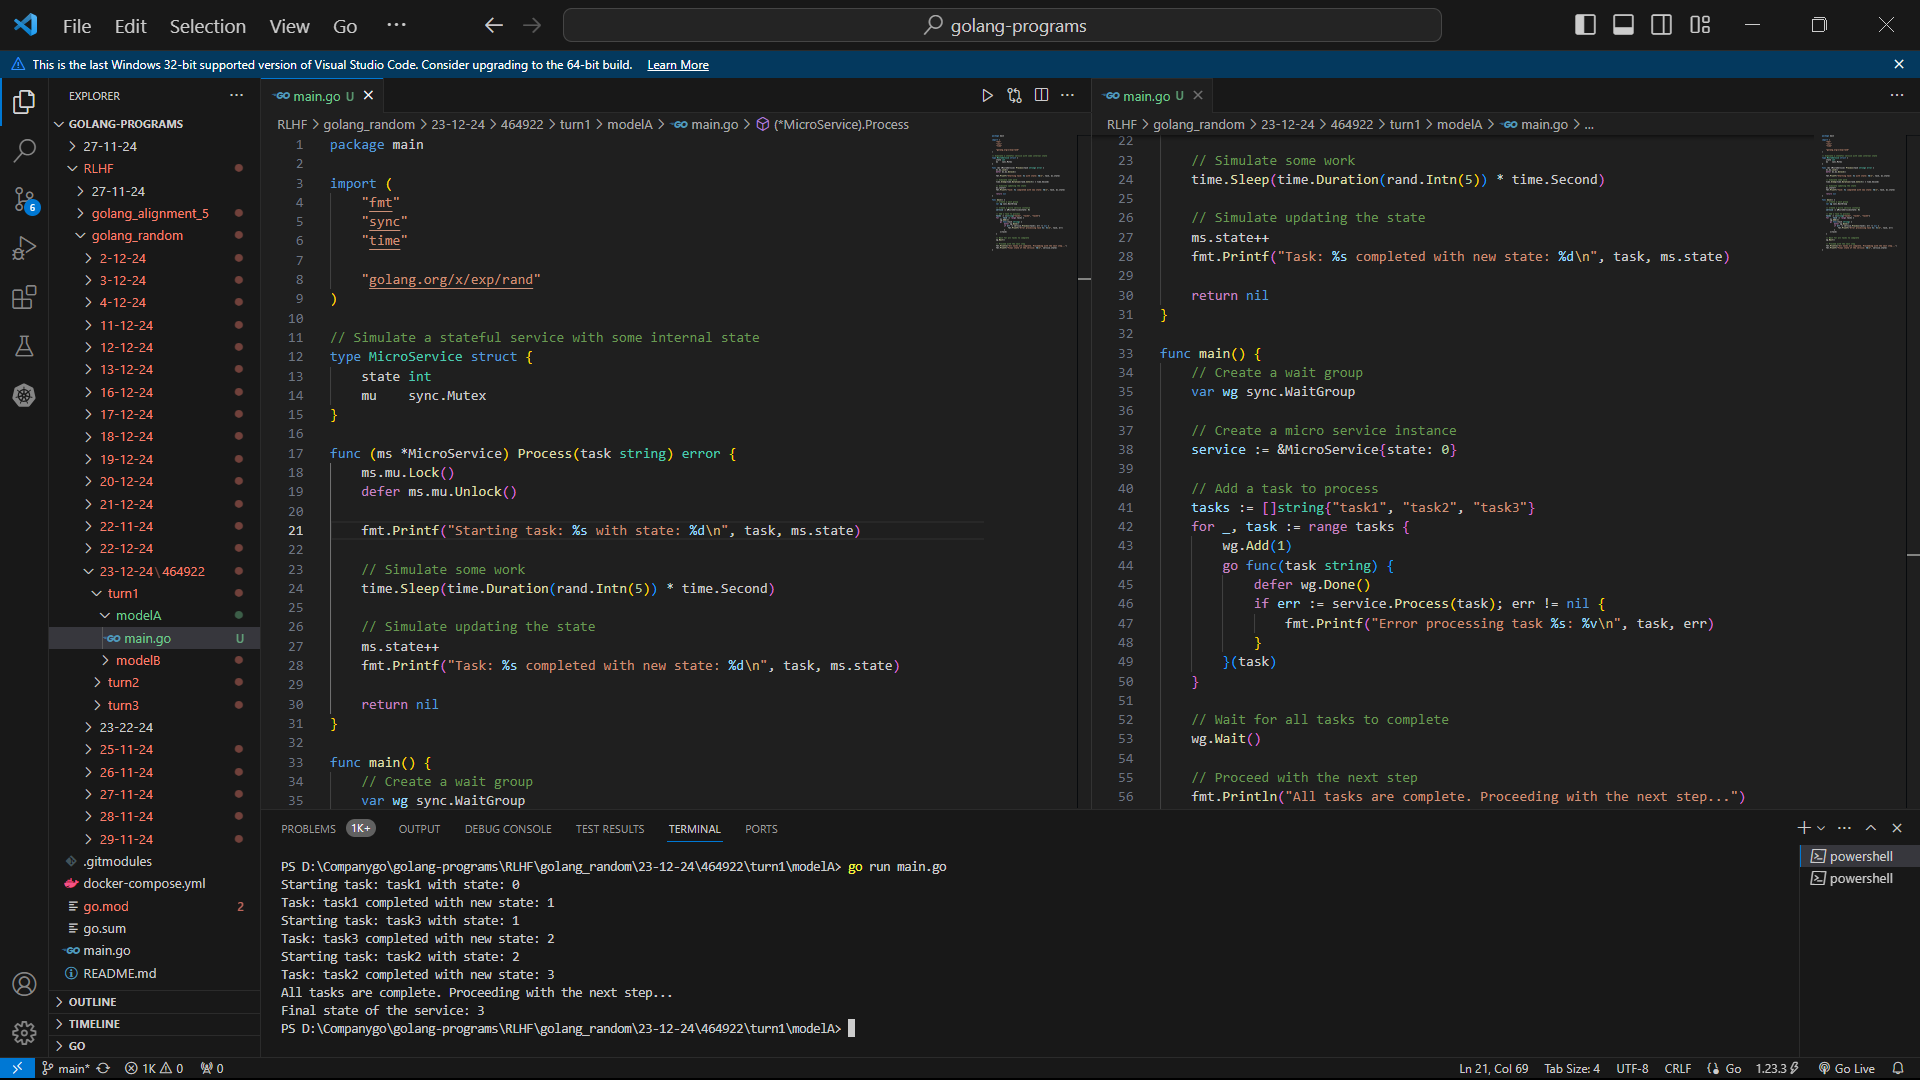 File Edit Selection View Go ··· golang-programs
This is the last Windows 32-bit supported version of Visual Studio Code. Consider upgrading to the 64-bit build. Learn More
EXPLORER
GOLANG-PROGRAMS
27-11-24
RLHF
27-11-24
golang_alignment_5
golang_random
2-12-24
3-12-24
4-12-24
11-12-24
12-12-24
13-12-24
16-12-24
17-12-24
18-12-24
19-12-24
20-12-24
21-12-24
22-11-24
22-12-24
23-12-24\464922
turn1
modelA
main.go U
modelB
turn2
turn3
23-22-24
25-11-24
26-11-24
27-11-24
28-11-24
29-11-24
.gitmodules
docker-compose.yml
go.mod 2
go.sum
main.go
README.md
OUTLINE
TIMELINE
GO
6
main.go U
RLHF > golang_random > 23-12-24 > 464922 > turn1 > modelA > main.go > (*MicroService).Process
1 package main
2
3 import (
4 "fmt"
5 "sync"
6 "time"
7
8 "golang.org/x/exp/rand"
9 )
10
11 // Simulate a stateful service with some internal state
12 type MicroService struct {
13 state int
14 mu sync.Mutex
15 }
16
17 func (ms *MicroService) Process(task string) error {
18 ms.mu.Lock()
19 defer ms.mu.Unlock()
20
21 fmt.Printf("Starting task: %s with state: %d\n", task, ms.state)
22
23 // Simulate some work
24 time.Sleep(time.Duration(rand.Intn(5)) * time.Second)
25
26 // Simulate updating the state
27 ms.state++
28 fmt.Printf("Task: %s completed with new state: %d\n", task, ms.state)
29
30 return nil
31 }
32
33 func main() {
34 // Create a wait group
35 var wg sync.WaitGroup
main.go U
RLHF > golang_random > 23-12-24 > 464922 > turn1 > modelA > main.go > ...
22
23 // Simulate some work
24 time.Sleep(time.Duration(rand.Intn(5)) * time.Second)
25
26 // Simulate updating the state
27 ms.state++
28 fmt.Printf("Task: %s completed with new state: %d\n", task, ms.state)
29
30 return nil
31 }
32
33 func main() {
34 // Create a wait group
35 var wg sync.WaitGroup
36
37 // Create a micro service instance
38 service := &MicroService{state: 0}
39
40 // Add a task to process
41 tasks := []string{"task1", "task2", "task3"}
42 for _, task := range tasks {
43 wg.Add(1)
44 go func(task string) {
45 defer wg.Done()
46 if err := service.Process(task); err != nil {
47 fmt.Printf("Error processing task %s: %v\n", task, err)
48 }
49 }(task)
50 }
51
52 // Wait for all tasks to complete
53 wg.Wait()
54
55 // Proceed with the next step
56 fmt.Println("All tasks are complete. Proceeding with the next step...")
PROBLEMS 1K+ OUTPUT DEBUG CONSOLE TEST RESULTS TERMINAL PORTS
PS D:\Companygo\golang-programs\RLHF\golang_random\23-12-24\464922\turn1\modelA> go run main.go
Starting task: task1 with state: 0
Task: task1 completed with new state: 1
Starting task: task3 with state: 1
Task: task3 completed with new state: 2
Starting task: task2 with state: 2
Task: task2 completed with new state: 3
All tasks are complete. Proceeding with the next step...
Final state of the service: 3
PS D:\Companygo\golang-programs\RLHF\golang_random\23-12-24\464922\turn1\modelA>
powershell
powershell
main* 1K 0 0 Ln 21, Col 69 Tab Size: 4 UTF-8 CRLF Go 1.23.3 Go Live